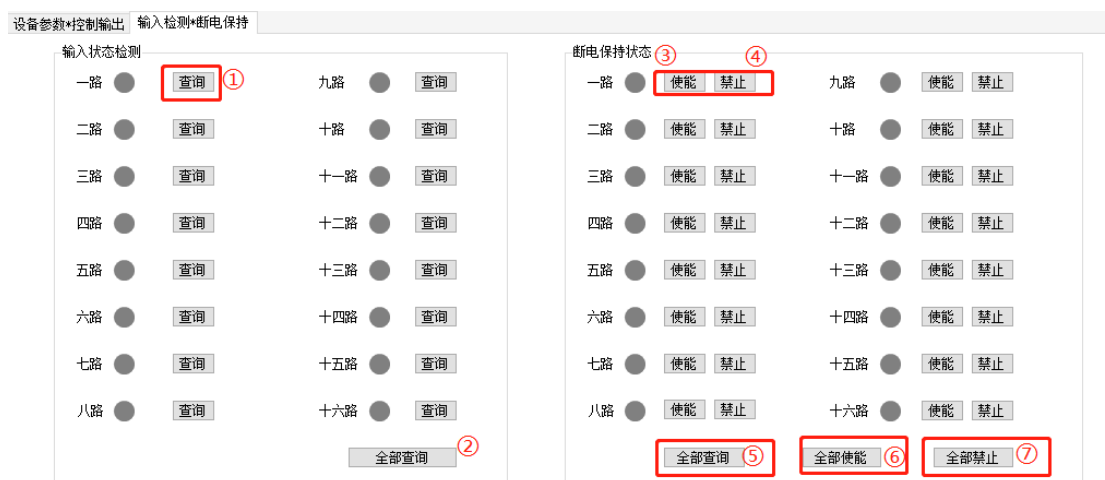 设备参数*控制输出 输入检测*断电保持
输入状态检测 断电保持状态 ③ ④
一路 查询 ① 九路 查询 一路 使能 禁止 九路 使能 禁止
二路 查询 十路 查询 二路 使能 禁止 十路 使能 禁止
三路 查询 十一路 查询 三路 使能 禁止 十一路 使能 禁止
四路 查询 十二路 查询 四路 使能 禁止 十二路 使能 禁止
五路 查询 十三路 查询 五路 使能 禁止 十三路 使能 禁止
六路 查询 十四路 查询 六路 使能 禁止 十四路 使能 禁止
七路 查询 十五路 查询 七路 使能 禁止 十五路 使能 禁止
八路 查询 十六路 查询 八路 使能 禁止 十六路 使能 禁止
全部查询 ② 全部查询 ⑤ 全部使能 ⑥ 全部禁止 ⑦